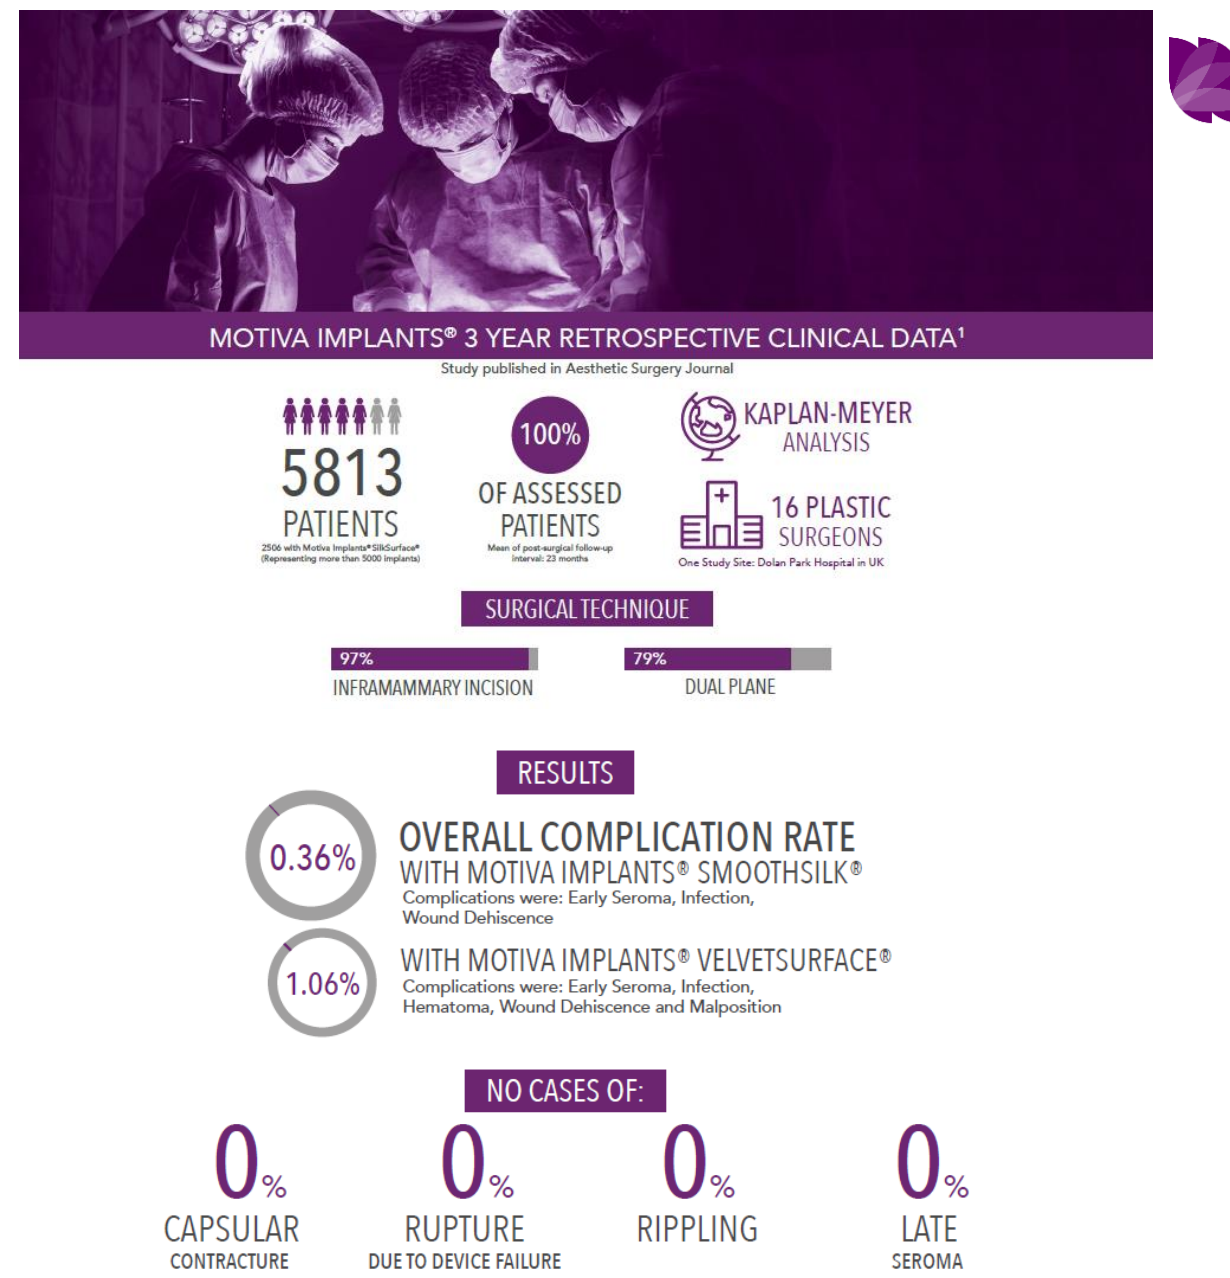 MOTIVA IMPLANTS® 3 YEAR RETROSPECTIVE CLINICAL DATA¹
Study published in Aesthetic Surgery Journal
5813
PATIENTS
2506 with Motiva Implants® SilkSurface®
(Representing more than 5000 implants)
100%
OF ASSESSED
PATIENTS
Mean of post-surgical follow-up
interval: 23 months
KAPLAN-MEYER
ANALYSIS
16 PLASTIC
SURGEONS
One Study Site: Dolan Park Hospital in UK
SURGICAL TECHNIQUE
97%
INFRAMAMMARY INCISION
79%
DUAL PLANE
RESULTS
0.36%
OVERALL COMPLICATION RATE
WITH MOTIVA IMPLANTS® SMOOTHSILK®
Complications were: Early Seroma, Infection,
Wound Dehiscence
1.06%
WITH MOTIVA IMPLANTS® VELVETSURFACE®
Complications were: Early Seroma, Infection,
Hematoma, Wound Dehiscence and Malposition
NO CASES OF:
0%
CAPSULAR
CONTRACTURE
0%
RUPTURE
DUE TO DEVICE FAILURE
0%
RIPPLING
0%
LATE
SEROMA